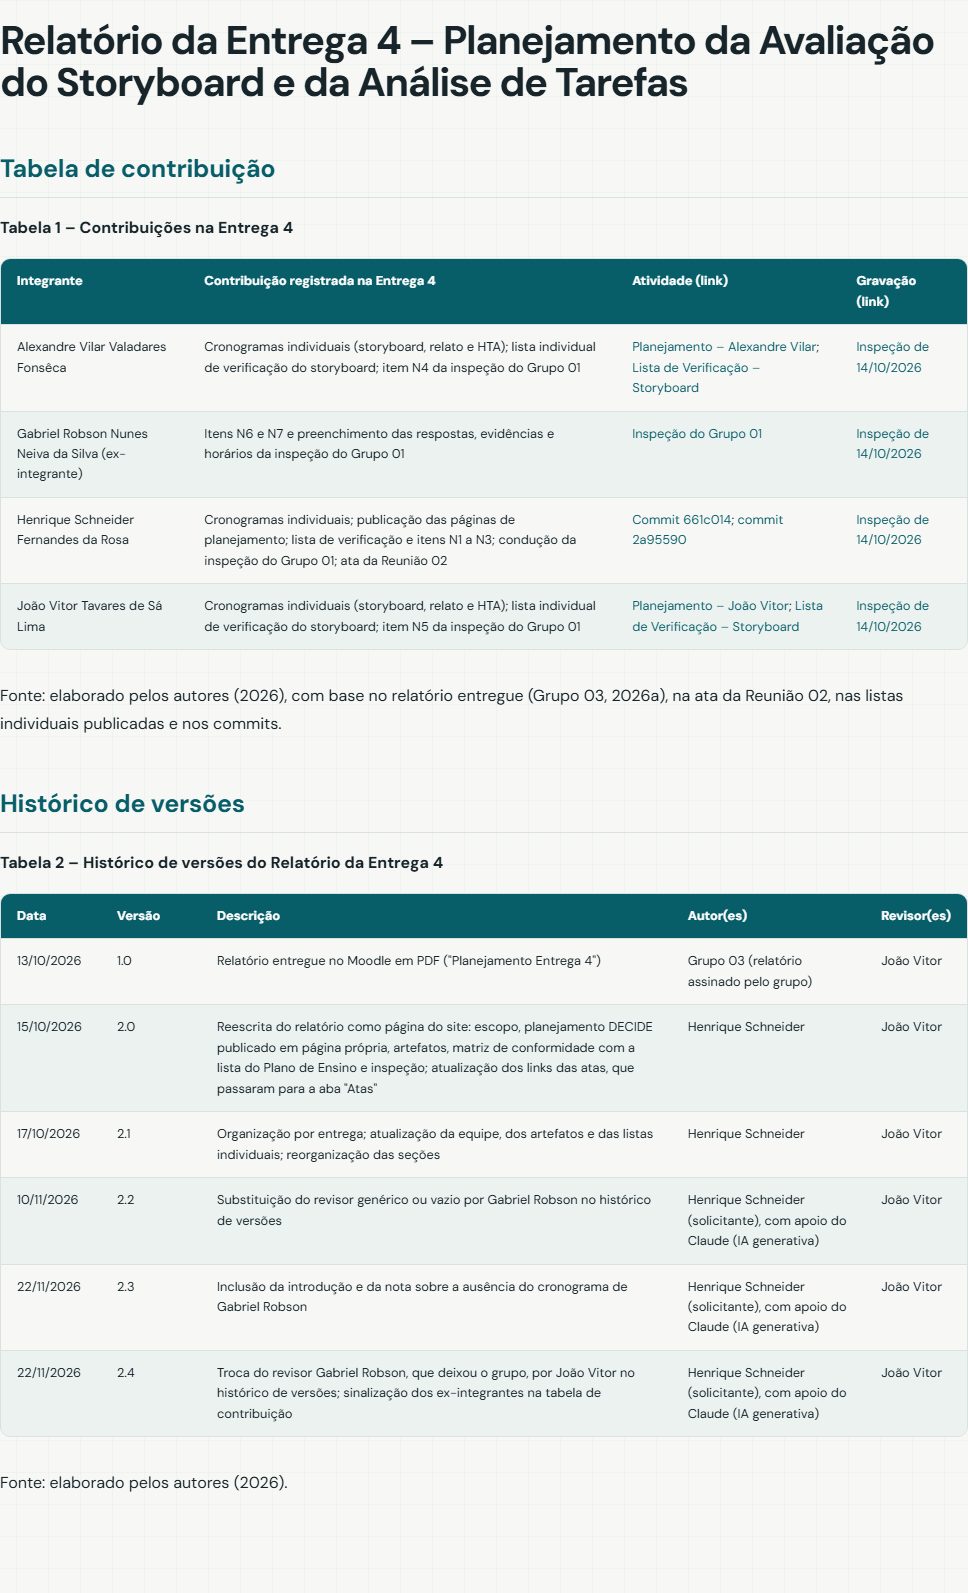 Relatório da Entrega 4 – Planejamento da Avaliação
do Storyboard e da Análise de Tarefas
Tabela de contribuição
Tabela 1 – Contribuições na Entrega 4
Integrante
Contribuição registrada na Entrega 4
Atividade (link)
Gravação
(link)
Alexandre Vilar Valadares
Fonsêca
Cronogramas individuais (storyboard, relato e HTA); lista individual
de verificação do storyboard; item N4 da inspeção do Grupo 01
Planejamento – Alexandre Vilar;
Lista de Verificação –
Storyboard
Inspeção de
14/10/2026
Gabriel Robson Nunes
Neiva da Silva (ex-
integrante)
Itens N6 e N7 e preenchimento das respostas, evidências e
horários da inspeção do Grupo 01
Inspeção do Grupo 01
Inspeção de
14/10/2026
Henrique Schneider
Fernandes da Rosa
Cronogramas individuais; publicação das páginas de
planejamento; lista de verificação e itens N1 a N3; condução da
inspeção do Grupo 01; ata da Reunião 02
Commit 661c014; commit
2a95590
Inspeção de
14/10/2026
João Vitor Tavares de Sá
Lima
Cronogramas individuais (storyboard, relato e HTA); lista individual
de verificação do storyboard; item N5 da inspeção do Grupo 01
Planejamento – João Vitor; Lista
de Verificação – Storyboard
Inspeção de
14/10/2026
Fonte: elaborado pelos autores (2026), com base no relatório entregue (Grupo 03, 2026a), na ata da Reunião 02, nas listas
individuais publicadas e nos commits.
Histórico de versões
Tabela 2 – Histórico de versões do Relatório da Entrega 4
Data
Versão
Descrição
Autor(es)
Revisor(es)
13/10/2026
1.0
Relatório entregue no Moodle em PDF ("Planejamento Entrega 4")
Grupo 03 (relatório
assinado pelo grupo)
João Vitor
15/10/2026
2.0
Reescrita do relatório como página do site: escopo, planejamento DECIDE
publicado em página própria, artefatos, matriz de conformidade com a
lista do Plano de Ensino e inspeção; atualização dos links das atas, que
passaram para a aba "Atas"
Henrique Schneider
João Vitor
17/10/2026
2.1
Organização por entrega; atualização da equipe, dos artefatos e das listas
individuais; reorganização das seções
Henrique Schneider
João Vitor
10/11/2026
2.2
Substituição do revisor genérico ou vazio por Gabriel Robson no histórico
de versões
Henrique Schneider
(solicitante), com apoio do
Claude (IA generativa)
João Vitor
22/11/2026
2.3
Inclusão da introdução e da nota sobre a ausência do cronograma de
Gabriel Robson
Henrique Schneider
(solicitante), com apoio do
Claude (IA generativa)
João Vitor
22/11/2026
2.4
Troca do revisor Gabriel Robson, que deixou o grupo, por João Vitor no
histórico de versões; sinalização dos ex-integrantes na tabela de
contribuição
Henrique Schneider
(solicitante), com apoio do
Claude (IA generativa)
João Vitor
Fonte: elaborado pelos autores (2026).